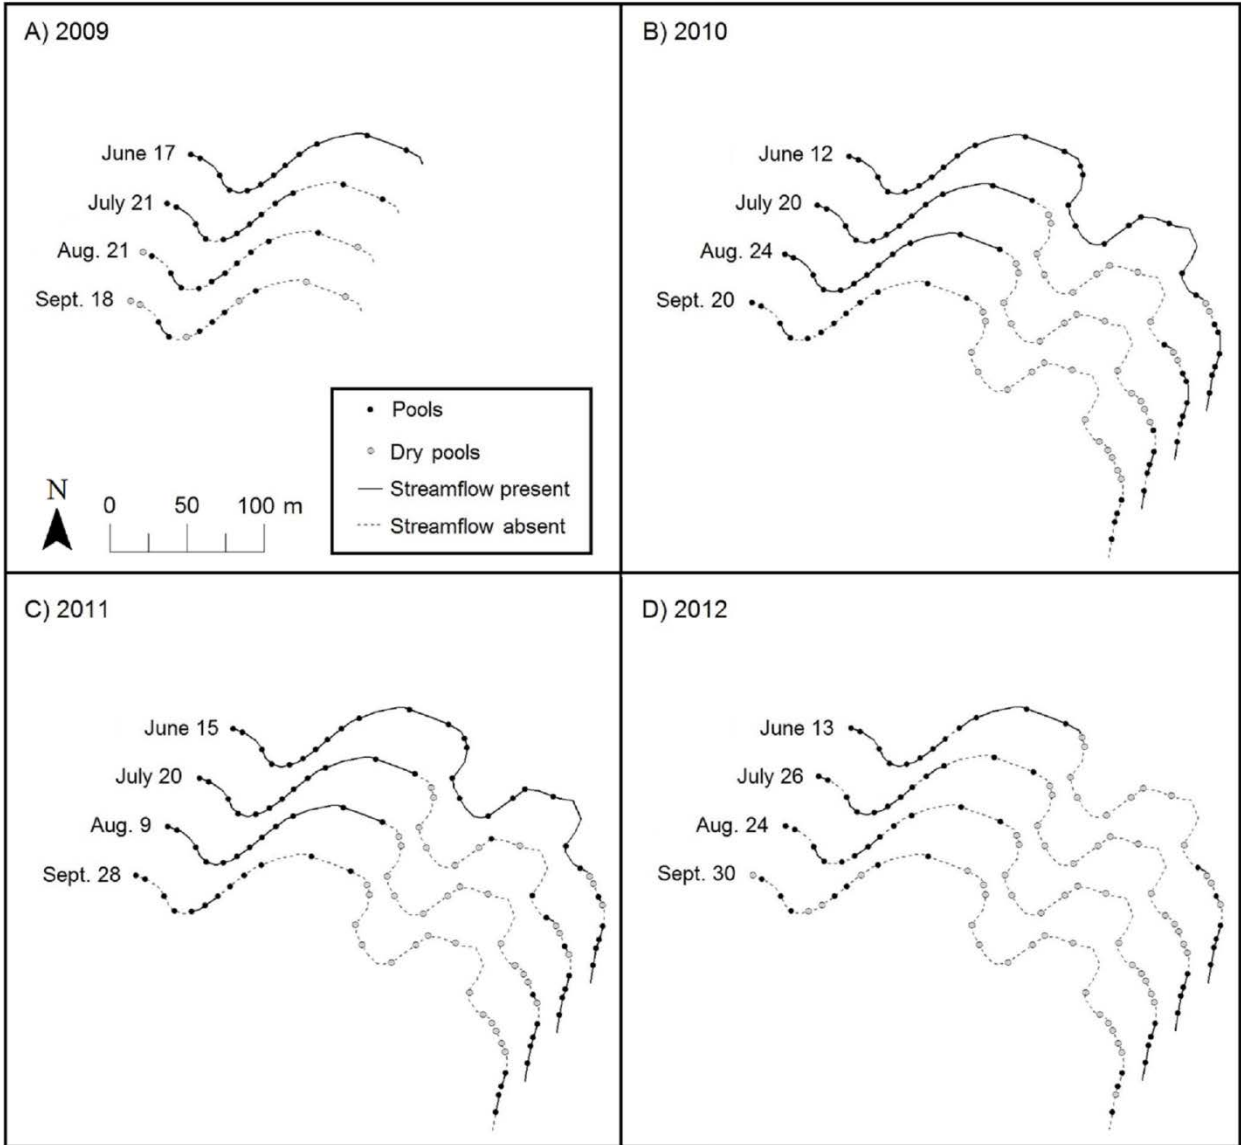 A) 2009
June 17
July 21
Aug. 21
Sept. 18
Pools
Dry pools
Streamflow present
Streamflow absent
N
0 50 100 m
B) 2010
June 12
July 20
Aug. 24
Sept. 20
C) 2011
June 15
July 20
Aug. 9
Sept. 28
D) 2012
June 13
July 26
Aug. 24
Sept. 30